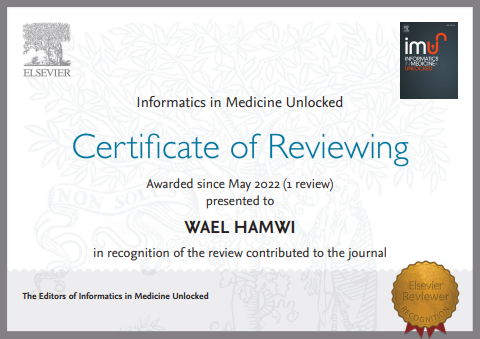 ELSEVIER
imu
INFORMATICS
IN MEDICINE
UNLOCKED
Informatics in Medicine Unlocked
Certificate of Reviewing
Awarded since May 2022 (1 review)
presented to
WAEL HAMWI
in recognition of the review contributed to the journal
NON SOLUS
The Editors of Informatics in Medicine Unlocked
Elsevier
Reviewer
RECOGNITION